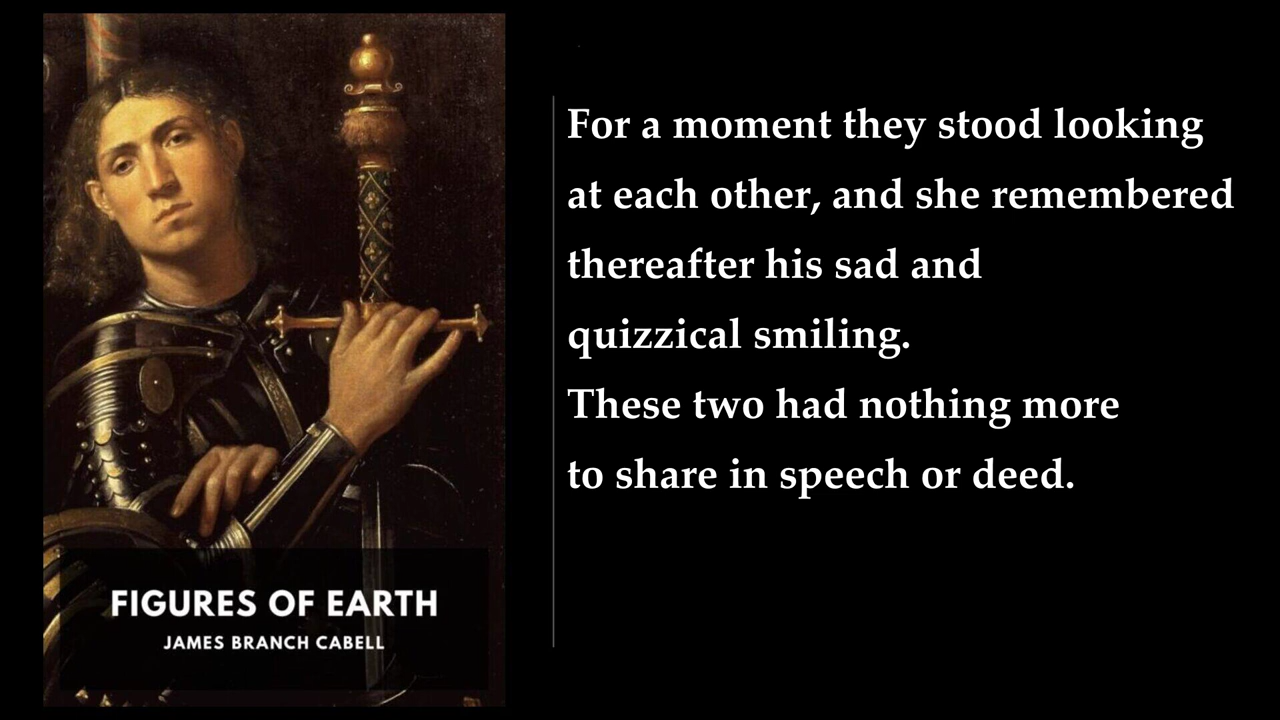 FIGURES OF EARTH
JAMES BRANCH CABELL
For a moment they stood looking
at each other, and she remembered
thereafter his sad and
quizzical smiling.
These two had nothing more
to share in speech or deed.